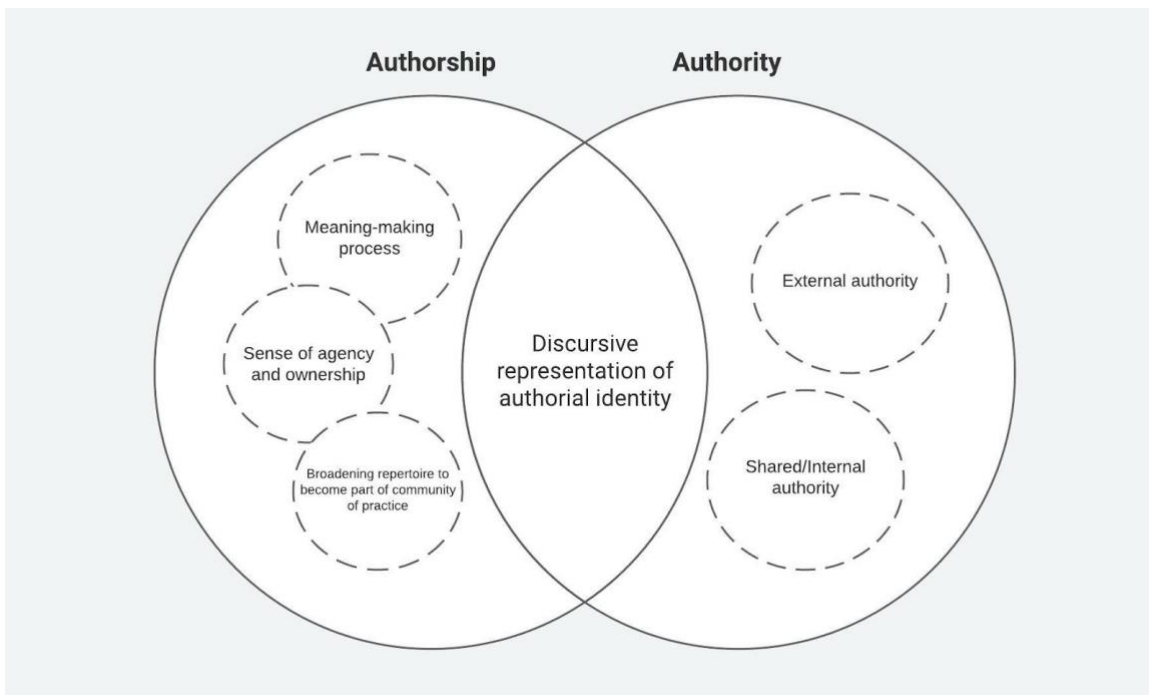 Authorship
Authority
Meaning-making
process
Sense of agency
and ownership
Broadening repertoire to
become part of community
of practice
Discursive
representation of
authorial identity
External authority
Shared/Internal
authority